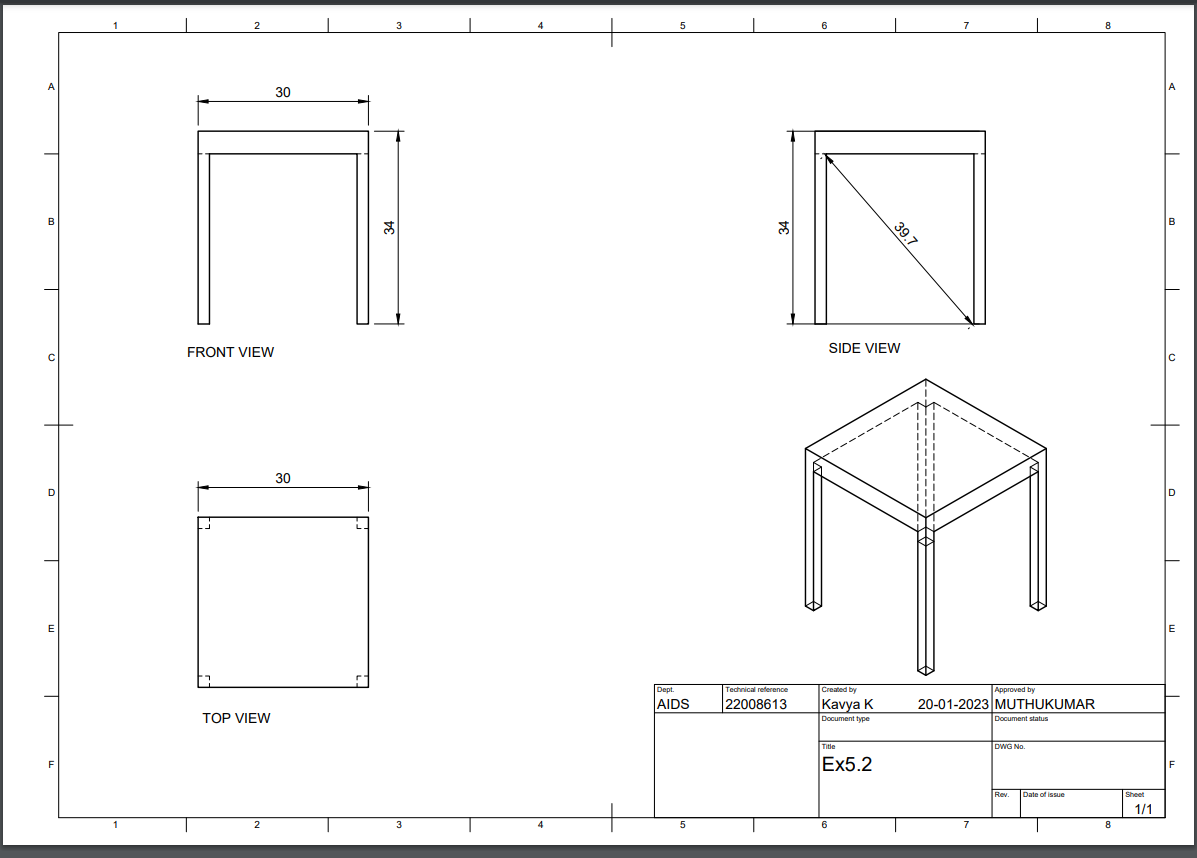 1 2 3 4 5 6 7 8
A A
30
34
B B
34
39.7
FRONT VIEW
SIDE VIEW
C C
30
D D
E E
TOP VIEW
Dept. Technical reference Created by Approved by
AIDS 22008613 Kavya K 20-01-2023 MUTHUKUMAR
Document type Document status
Title DWG No.
Ex5.2
F F
Rev. Date of issue Sheet
1/1
1 2 3 4 5 6 7 8